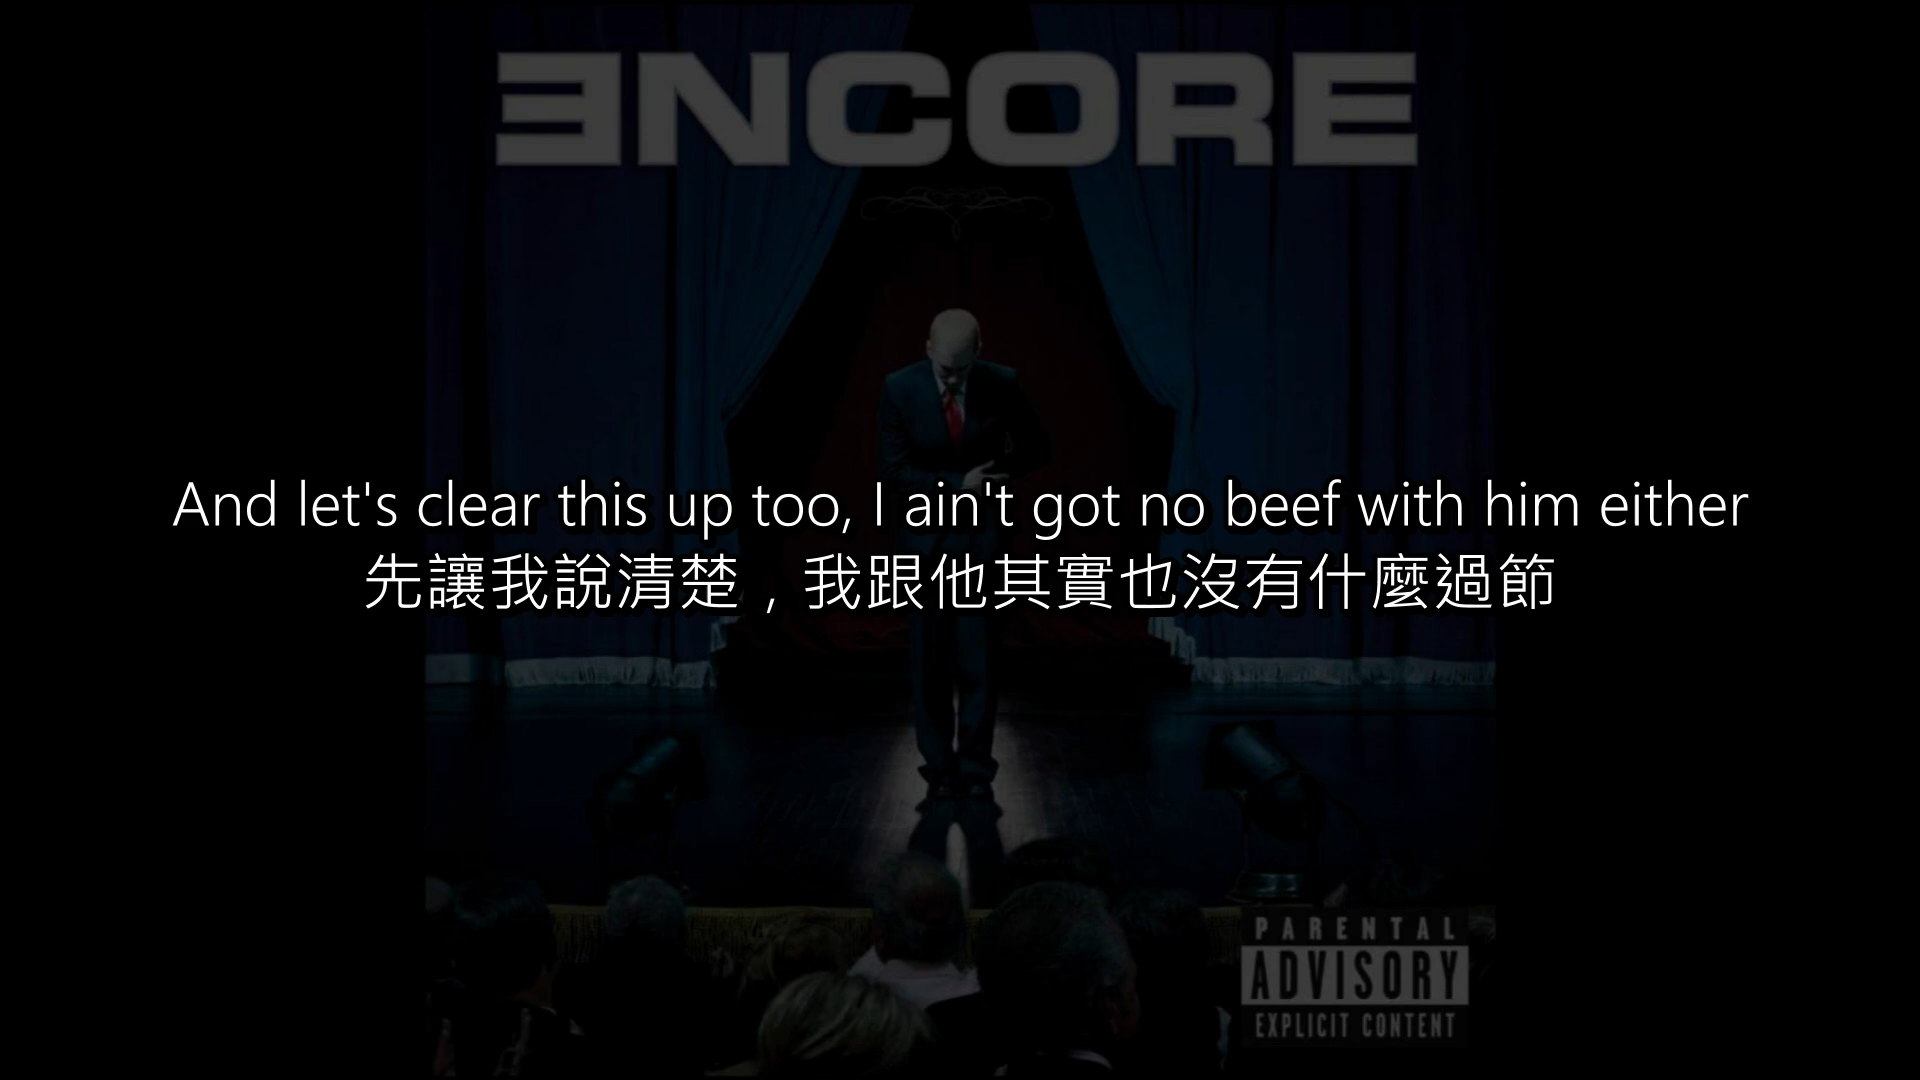 ƎNCORE
And let's clear this up too, I ain't got no beef with him either
先讓我說清楚，我跟他其實也沒有什麼過節
PARENTAL
ADVISORY
EXPLICIT CONTENT